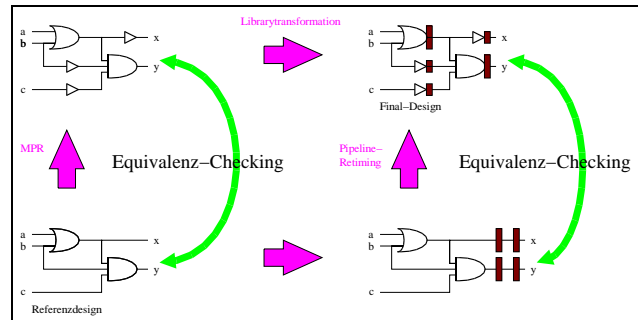 Librarytransformation
a
b
x
y
c
a
b
x
y
c
Final-Design
MPR
Equivalenz-Checking
Pipeline-
Retiming
Equivalenz-Checking
a
b
x
y
c
Referenzdesign
a
b
x
y
c